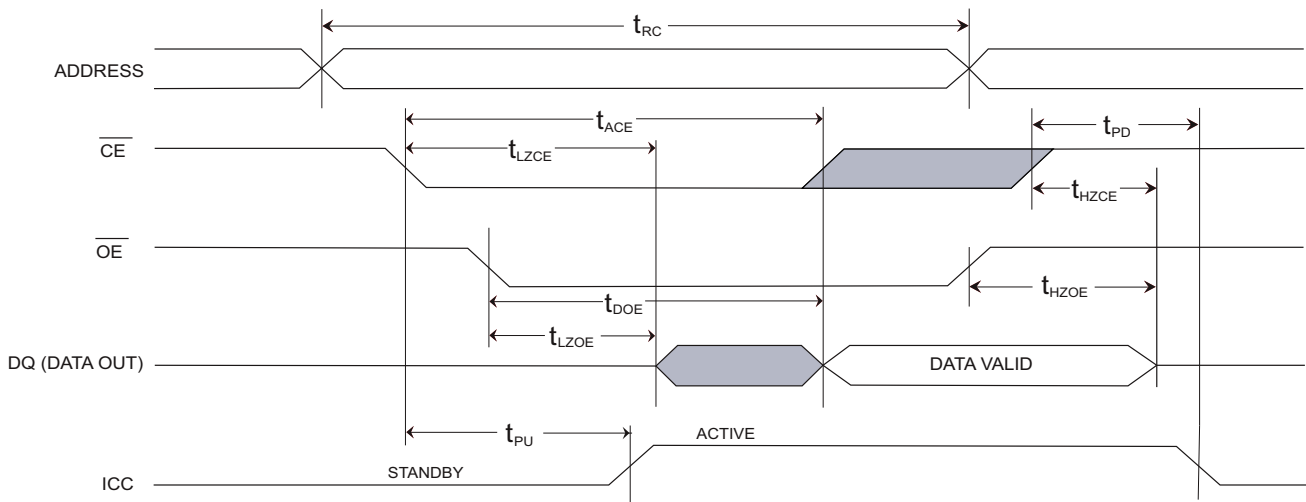 tRC
ADDRESS
tACE
tPD
CE
tLZCE
tHZCE
OE
tHZOE
tDOE
tLZOE
DQ (DATA OUT)
DATA VALID
tPU
ACTIVE
STANDBY
ICC